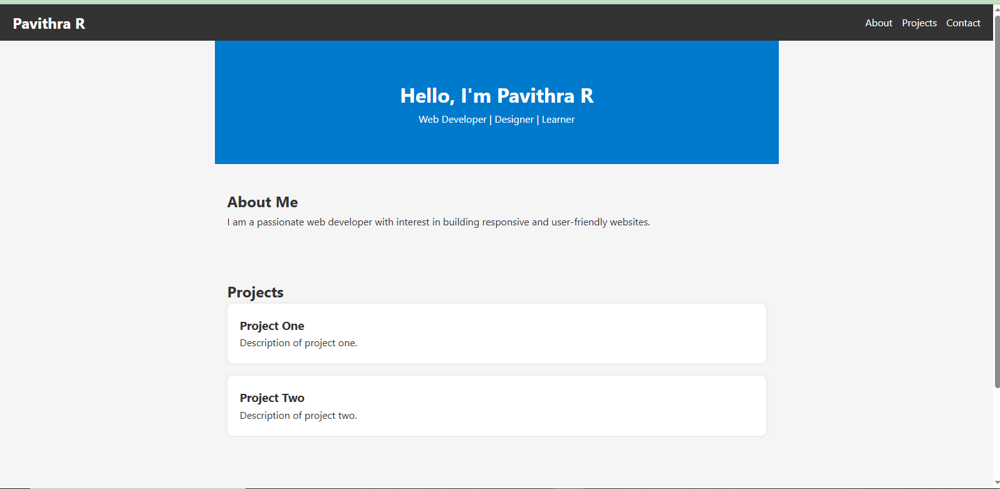 Pavithra R
About Projects Contact
Hello, I'm Pavithra R
Web Developer | Designer | Learner
About Me
I am a passionate web developer with interest in building responsive and user-friendly websites.
Projects
Project One
Description of project one.
Project Two
Description of project two.